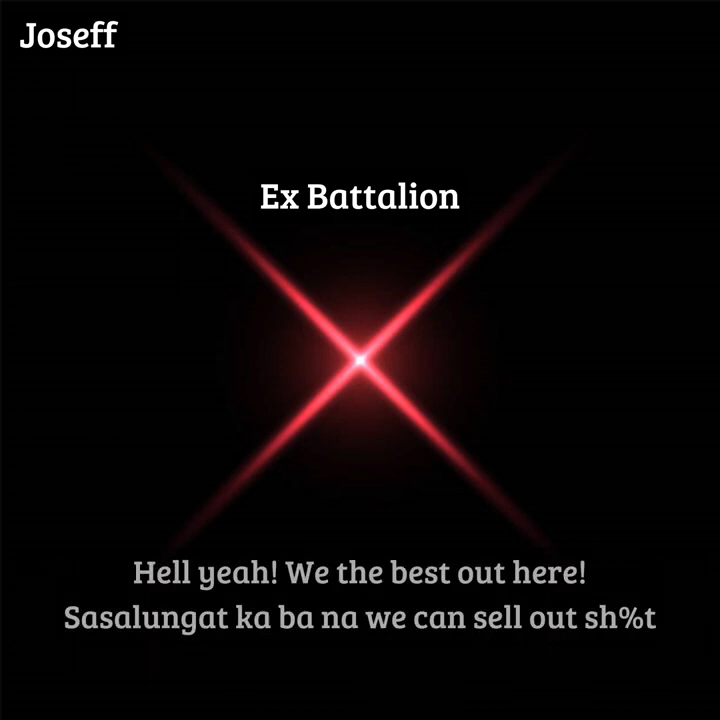 Joseff
Ex Battalion
Hell yeah! We the best out here!
Sasalungat ka ba na we can sell out sh%t